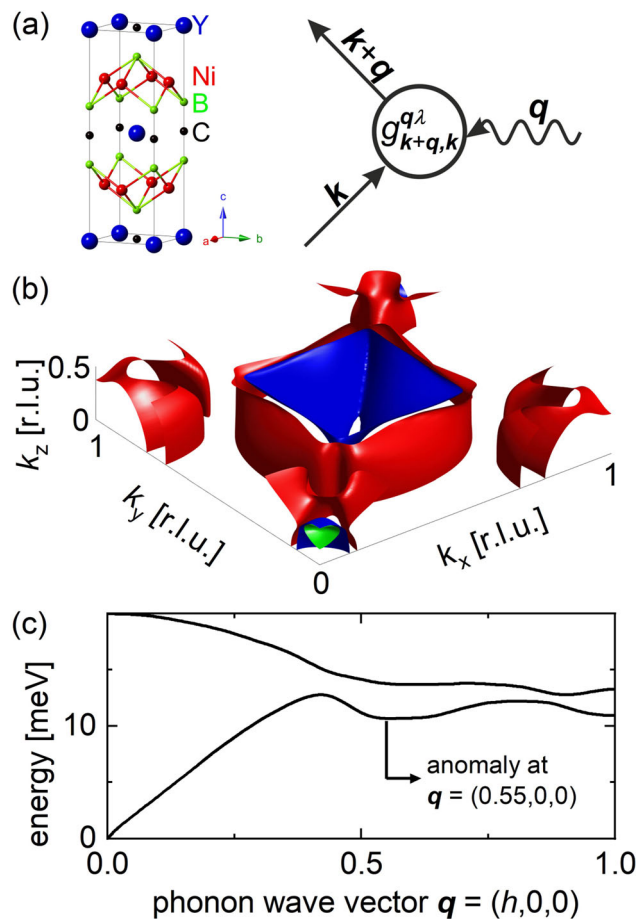 (a)
Y
Ni
B
C
c
a
b
k+q
g^{qλ}_{k+q,k}
q
k
(b)
0.5
0
k_z [r.l.u.]
1
k_y [r.l.u.]
0
k_x [r.l.u.]
1
(c)
energy [meV]
10
0
anomaly at
q = (0.55,0,0)
0.0
0.5
1.0
phonon wave vector q = (h,0,0)